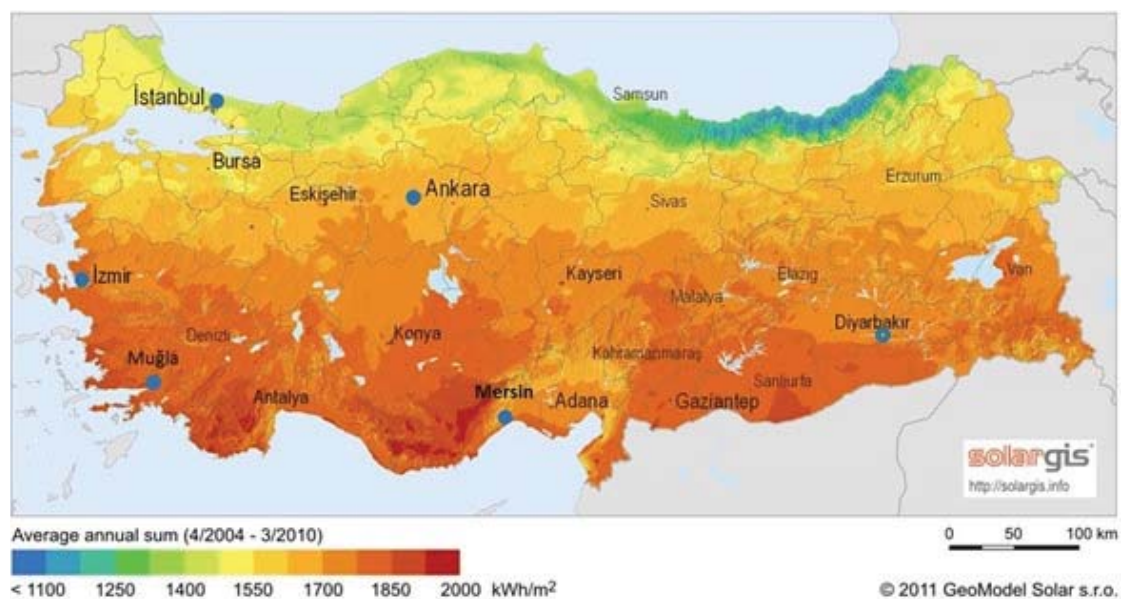 Samsun
İstanbul
Bursa
Erzurum
Eskişehir
Ankara
Sivas
İzmir
Kayseri
Elazıg
Van
Malatya
Diyarbakır
Denizli
Konya
Muğla
Kahramanmaraş
Sanlıurfa
Antalya
Mersin
Adana
Gaziantep
solargis
http://solargis.info
Average annual sum (4/2004 - 3/2010)
0 50 100 km
< 1100 1250 1400 1550 1700 1850 2000 kWh/m²
© 2011 GeoModel Solar s.r.o.